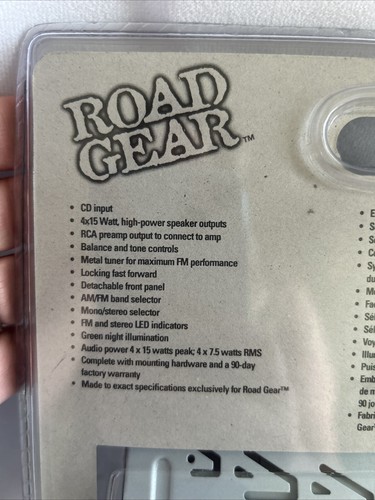 ROAD
GEAR™
• CD input
• 4x15 Watt, high-power speaker outputs
• RCA preamp output to connect to amp
• Balance and tone controls
• Metal tuner for maximum FM performance
• Locking fast forward
• Detachable front panel
• AM/FM band selector
• Mono/stereo selector
• FM and stereo LED indicators
• Green night illumination
• Audio power 4 x 15 watts peak; 4 x 7.5 watts RMS
• Complete with mounting hardware and a 90-day
factory warranty
• Made to exact specifications exclusively for Road Gear™